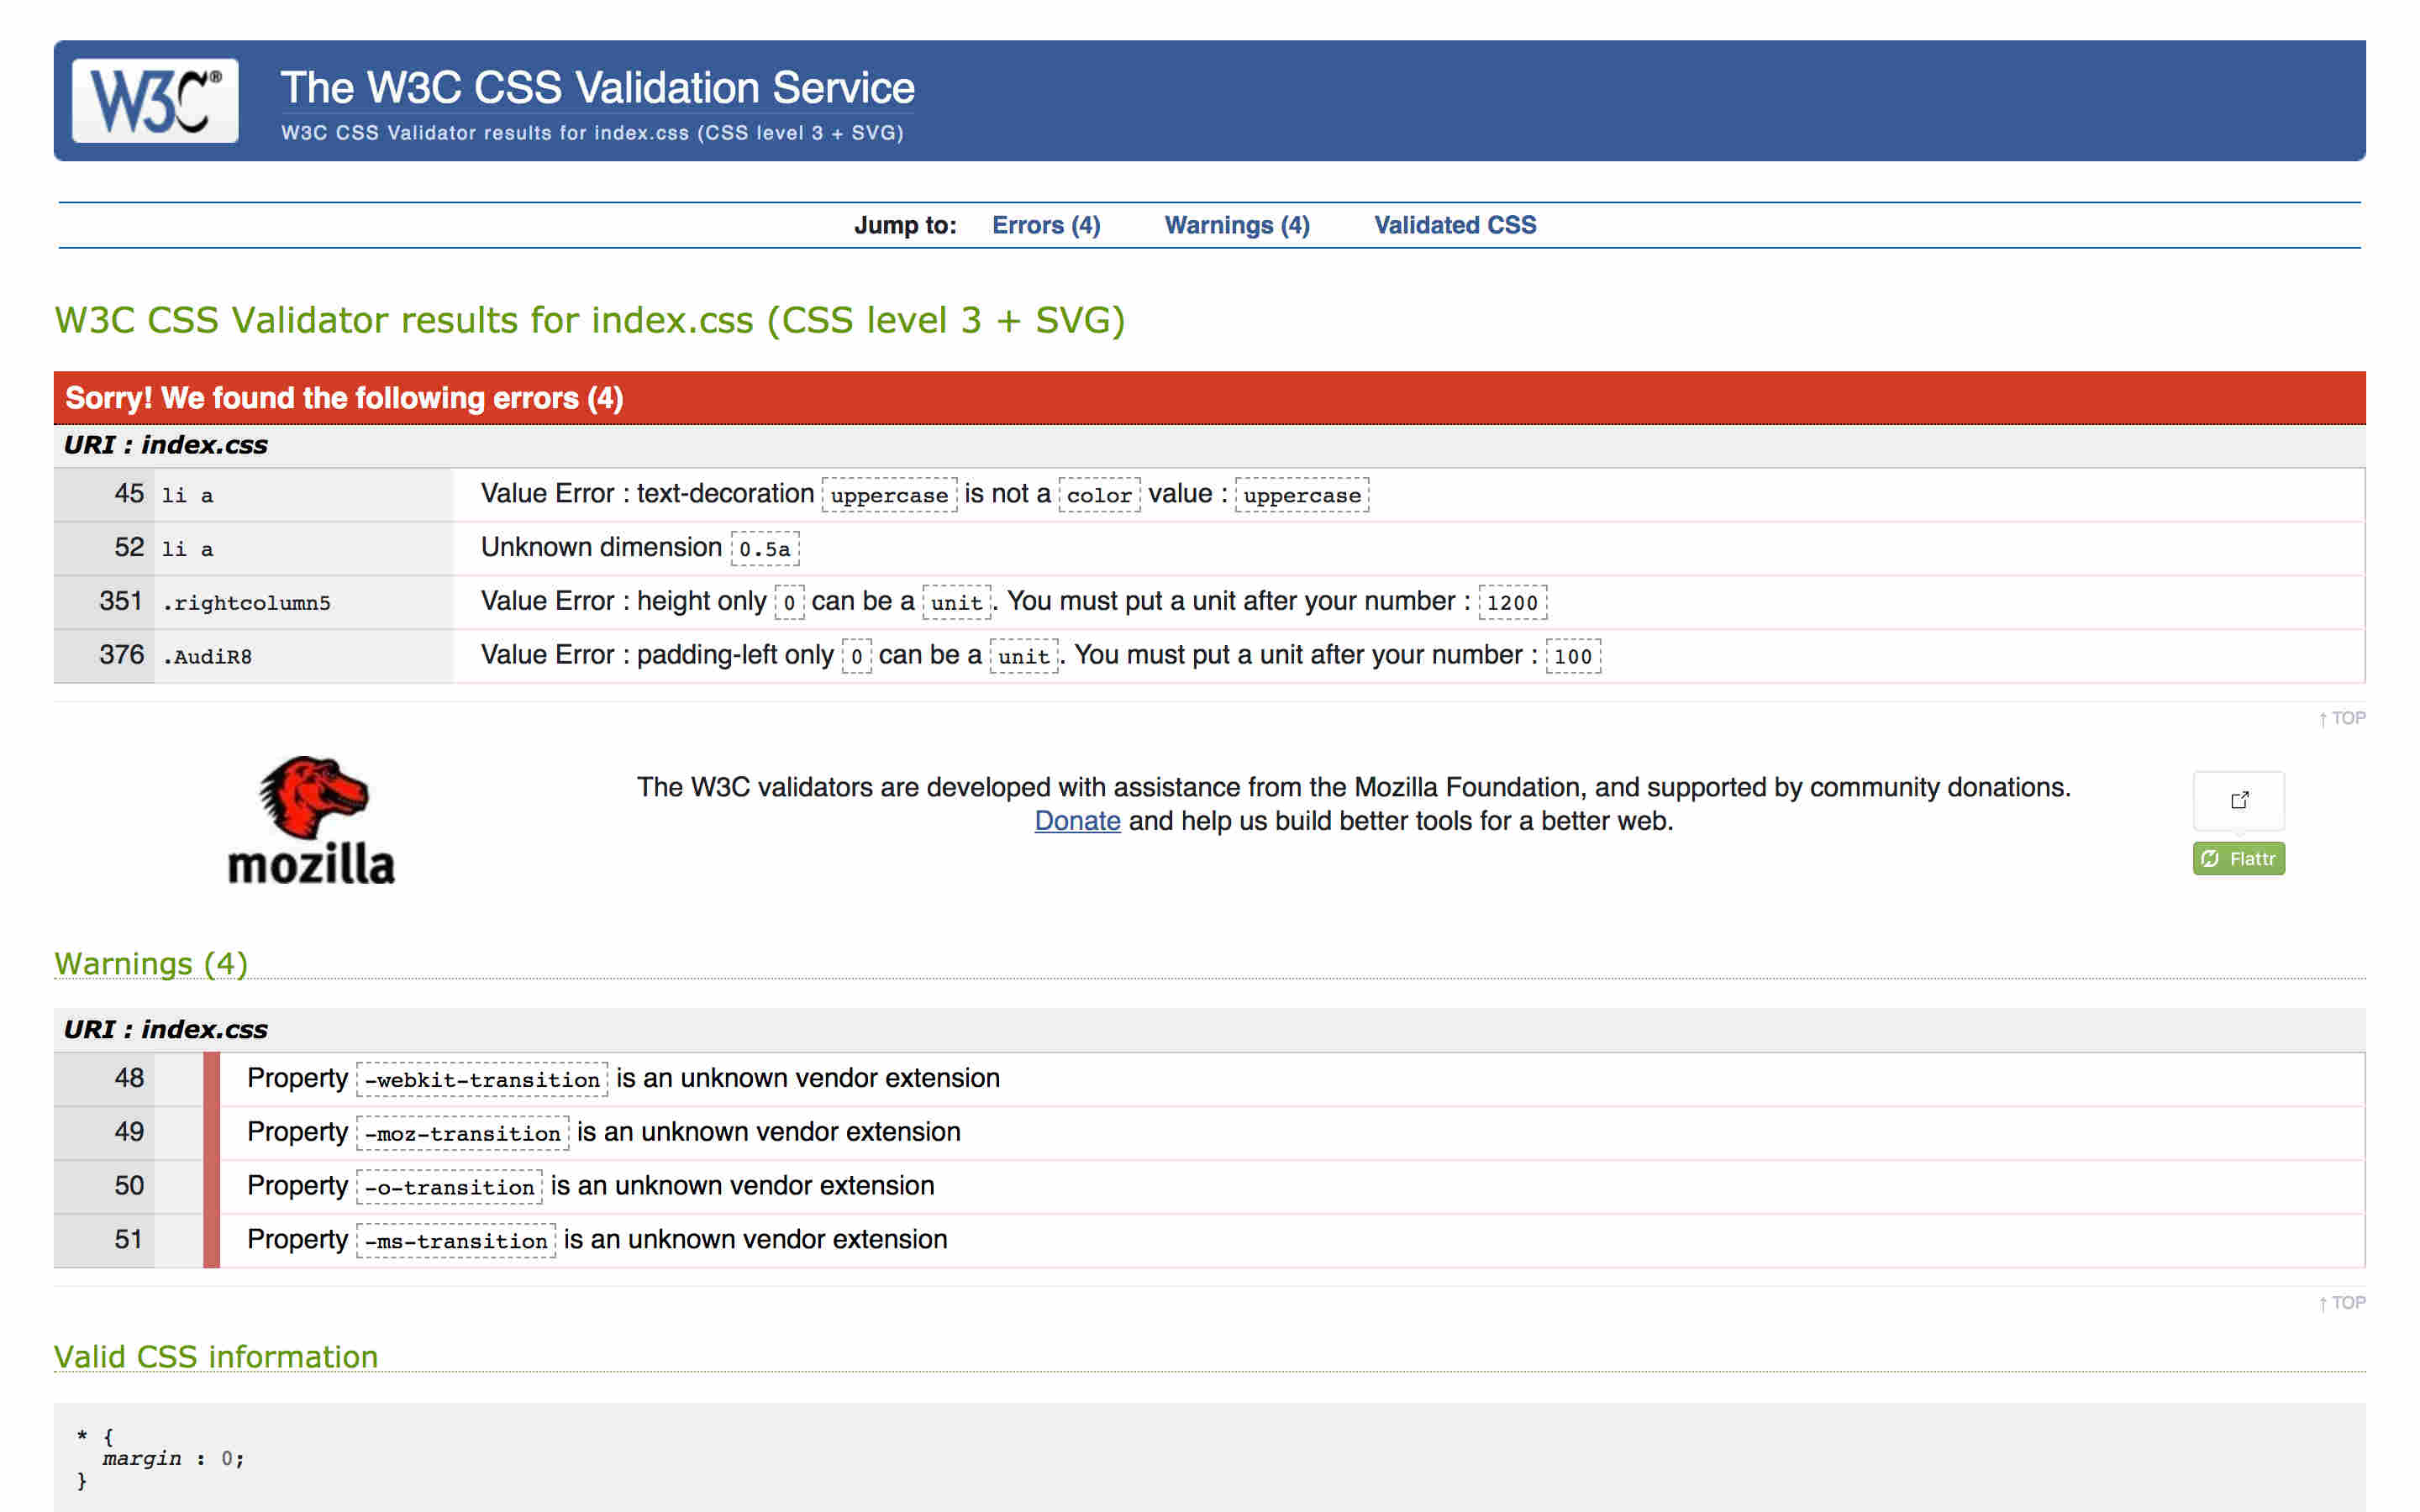 W3C®
The W3C CSS Validation Service
W3C CSS Validator results for index.css (CSS level 3 + SVG)
Jump to: Errors (4) Warnings (4) Validated CSS
W3C CSS Validator results for index.css (CSS level 3 + SVG)
Sorry! We found the following errors (4)
URI : index.css
45 li a Value Error : text-decoration uppercase is not a color value : uppercase
52 li a Unknown dimension 0.5a
351 .rightcolumn5 Value Error : height only 0 can be a unit. You must put a unit after your number : 1200
376 .AudiR8 Value Error : padding-left only 0 can be a unit. You must put a unit after your number : 100
↑ TOP
mozilla
The W3C validators are developed with assistance from the Mozilla Foundation, and supported by community donations.
Donate and help us build better tools for a better web.
Flattr
Warnings (4)
URI : index.css
48 Property -webkit-transition is an unknown vendor extension
49 Property -moz-transition is an unknown vendor extension
50 Property -o-transition is an unknown vendor extension
51 Property -ms-transition is an unknown vendor extension
↑ TOP
Valid CSS information
* {
margin : 0;
}